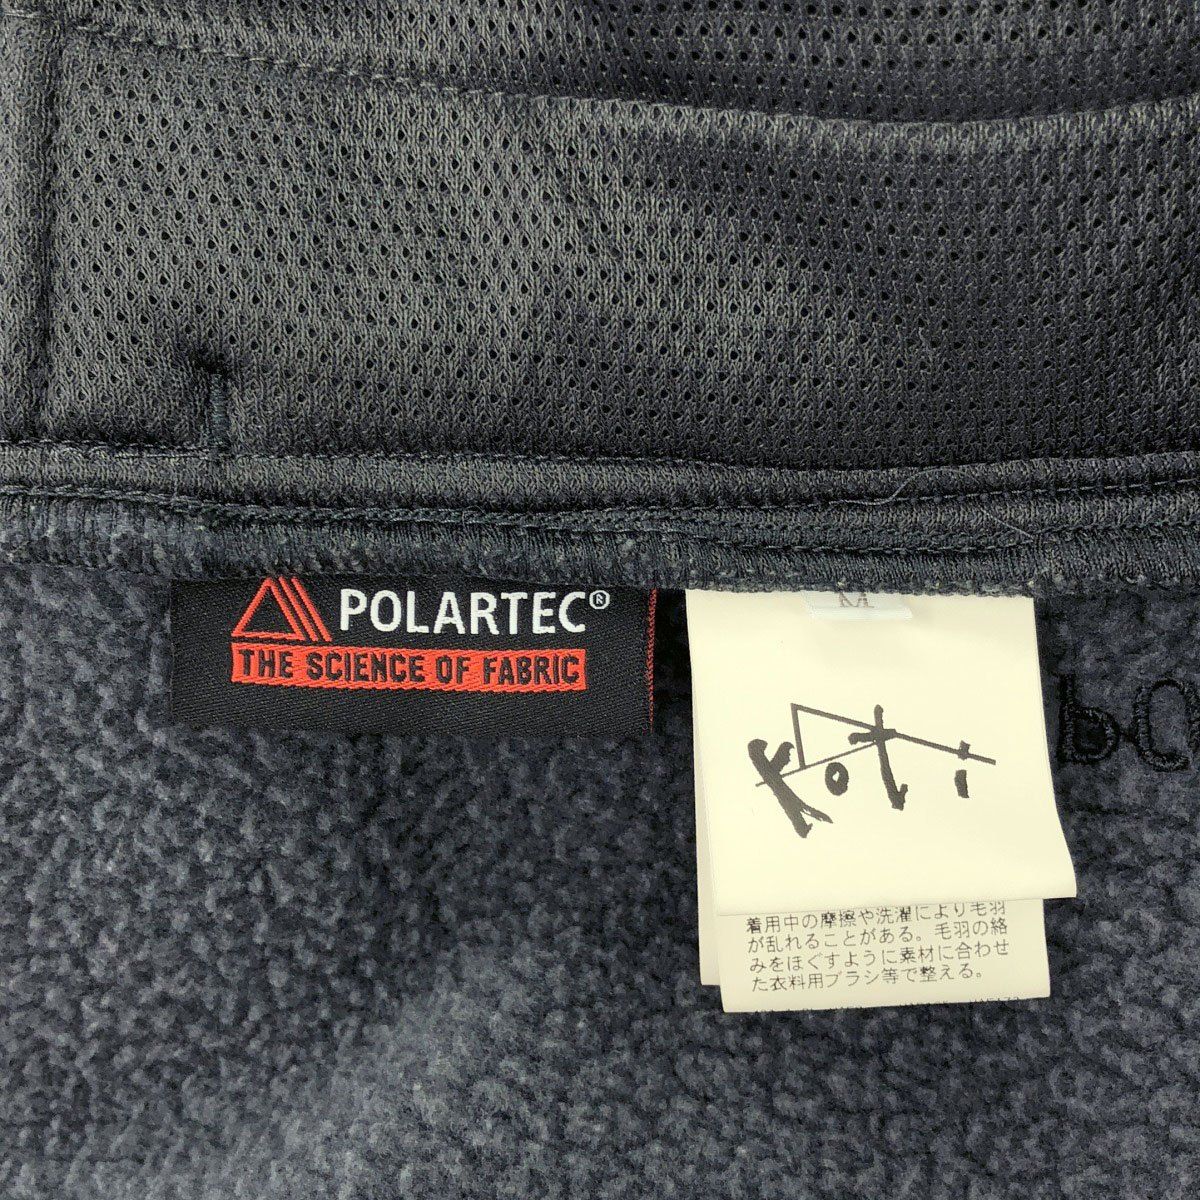 POLARTEC®
THE SCIENCE OF FABRIC
M
Koti
着用中の摩擦や洗濯により毛羽
が乱れることがある。毛羽の絡
みをほぐすように素材に合わせ
た衣料用ブラシ等で整える。